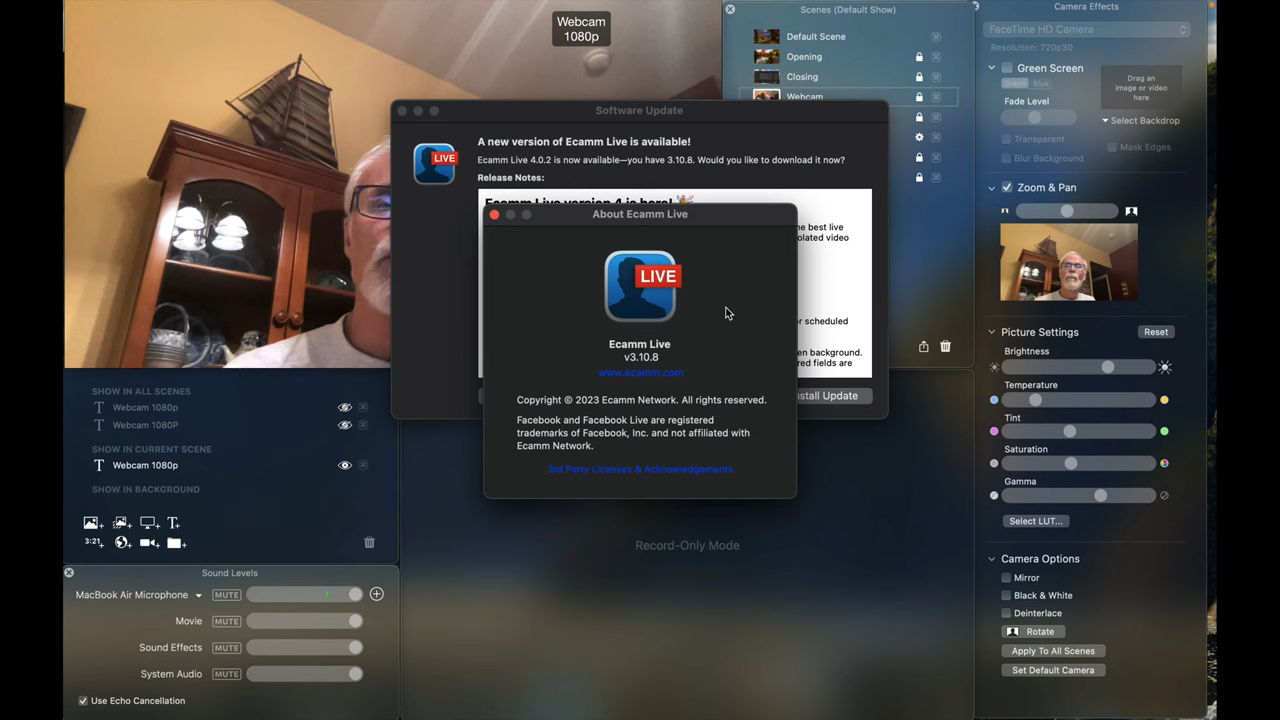 Webcam
1080p
Scenes (Default Show)
Default Scene
Opening
Closing
Webcam
Camera Effects
FaceTime HD Camera
Resolution: 720p30
Green Screen
Green Blue
Fade Level
Transparent
Blur Background
Drag an
image or video
here
Select Backdrop
Mask Edges
Zoom & Pan
Picture Settings
Reset
Brightness
Temperature
Tint
Saturation
Gamma
Select LUT...
Camera Options
Mirror
Black & White
Deinterlace
Rotate
Apply To All Scenes
Set Default Camera
Software Update
LIVE
A new version of Ecamm Live is available!
Ecamm Live 4.0.2 is now available—you have 3.10.8. Would you like to download it now?
Release Notes:
Ecamm Live version 4 is here! 🎉
he best live
olated video
or scheduled
en background.
red fields are
nstall Update
About Ecamm Live
LIVE
Ecamm Live
v3.10.8
www.ecamm.com
Copyright © 2023 Ecamm Network. All rights reserved.
Facebook and Facebook Live are registered
trademarks of Facebook, Inc. and not affiliated with
Ecamm Network.
3rd Party Licenses & Acknowledgements
Record-Only Mode
SHOW IN ALL SCENES
T Webcam 1080p
T Webcam 1080P
SHOW IN CURRENT SCENE
T Webcam 1080p
SHOW IN BACKGROUND
T+
3:21+
Sound Levels
MacBook Air Microphone MUTE
Movie MUTE
Sound Effects MUTE
System Audio MUTE
Use Echo Cancellation